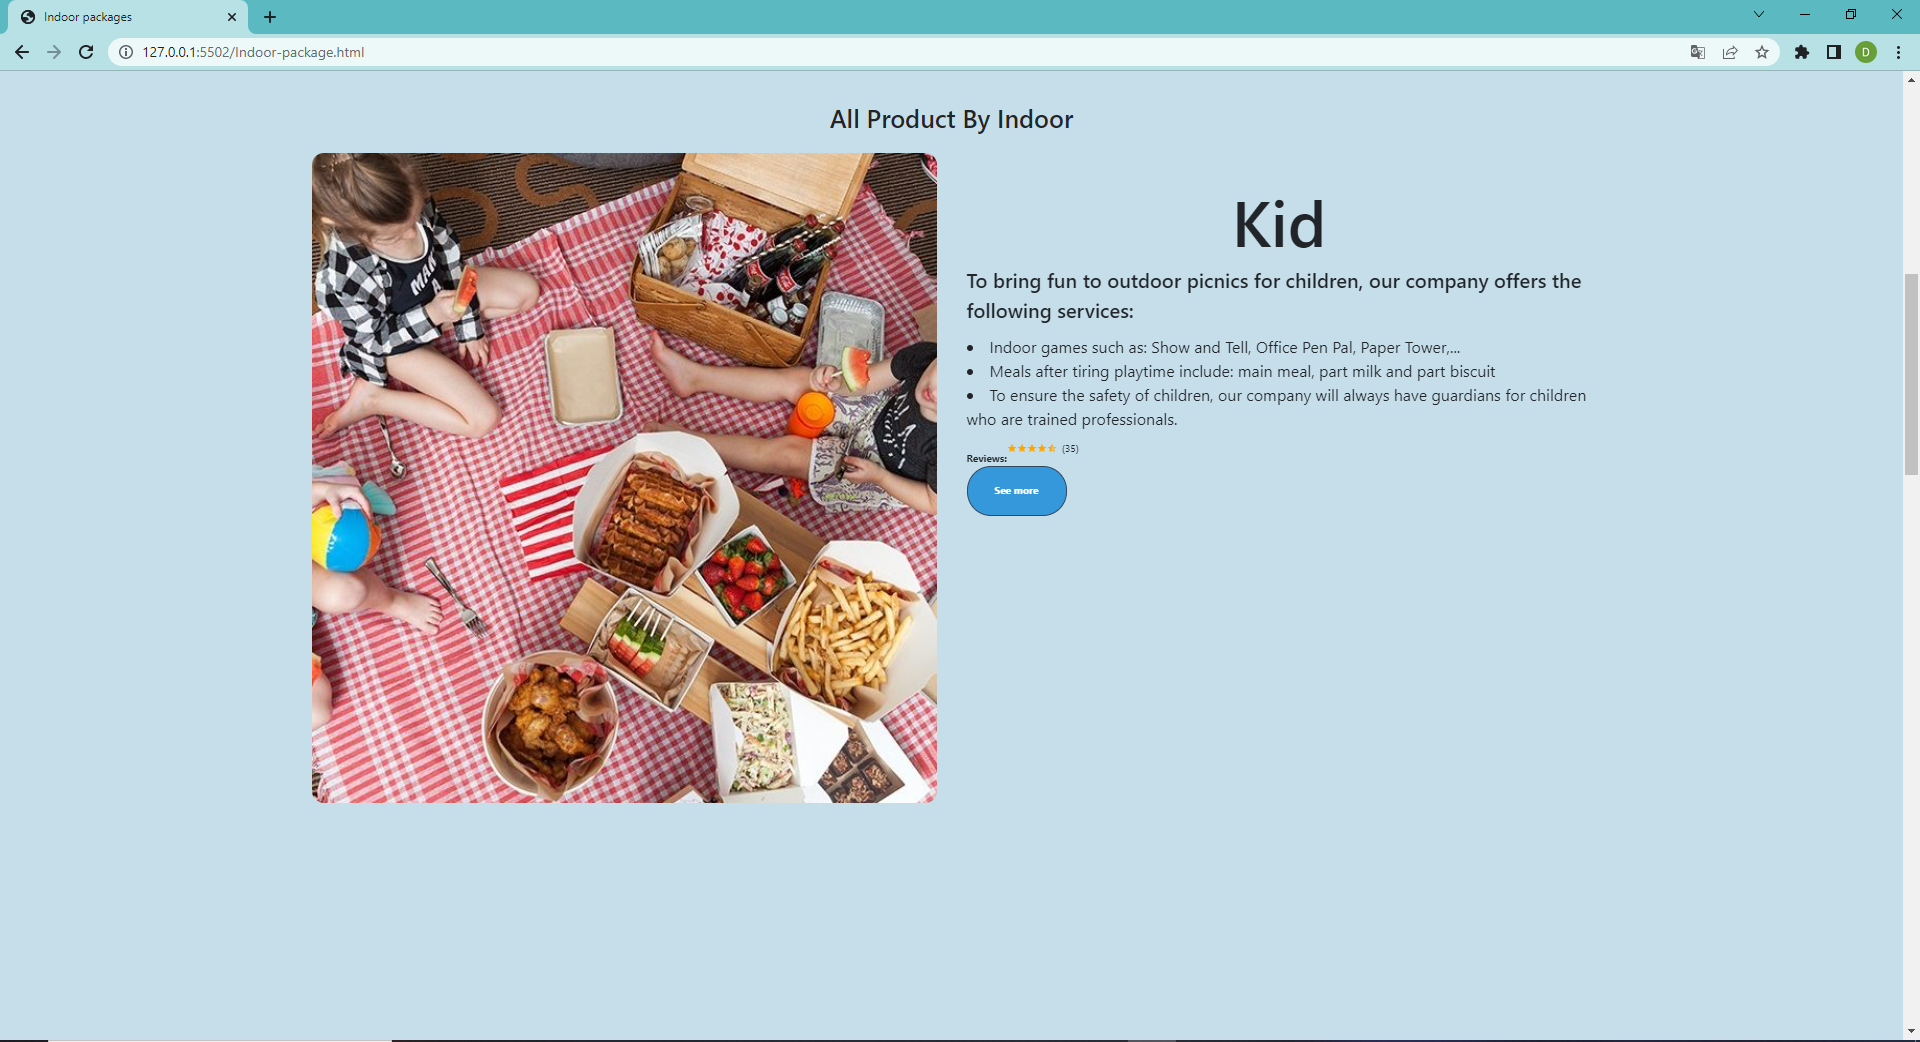 Indoor packages
127.0.0.1:5502/Indoor-package.html
D
All Product By Indoor
MAN
Kid
To bring fun to outdoor picnics for children, our company offers the
following services:
• Indoor games such as: Show and Tell, Office Pen Pal, Paper Tower,...
• Meals after tiring playtime include: main meal, part milk and part biscuit
• To ensure the safety of children, our company will always have guardians for children
who are trained professionals.
Reviews: (35)
See more